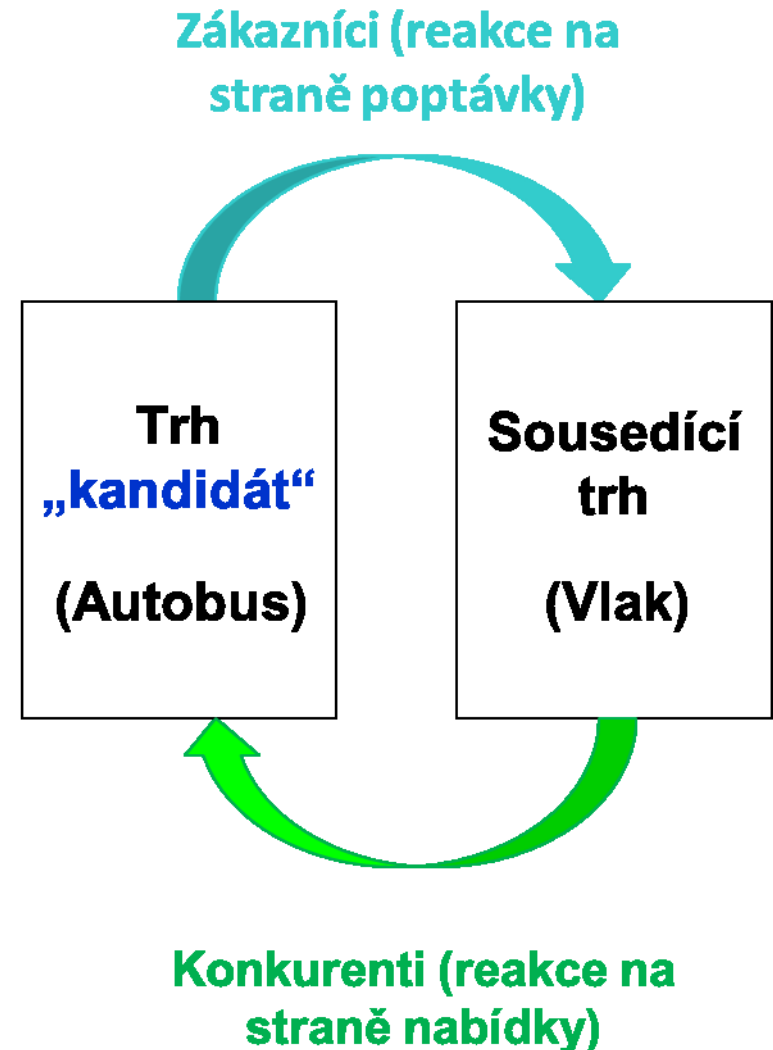 Zákazníci (reakce na
straně poptávky)
Trh
„kandidát“
(Autobus)
Sousedící
trh
(Vlak)
Konkurenti (reakce na
straně nabídky)